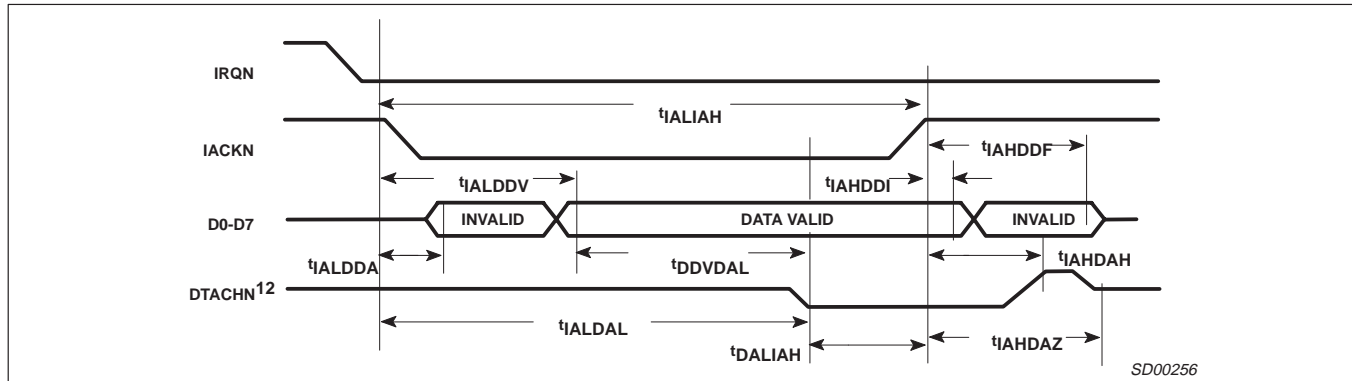 IRQN
tIALIAH
IACKN
tIAHDDF
tIALDDV
tIAHDDI
D0-D7
INVALID
DATA VALID
INVALID
tIALDDA
tDDVDAL
tIAHDAH
DTACHN12
tIALDAL
tIAHDAZ
tDALIAH
SD00256